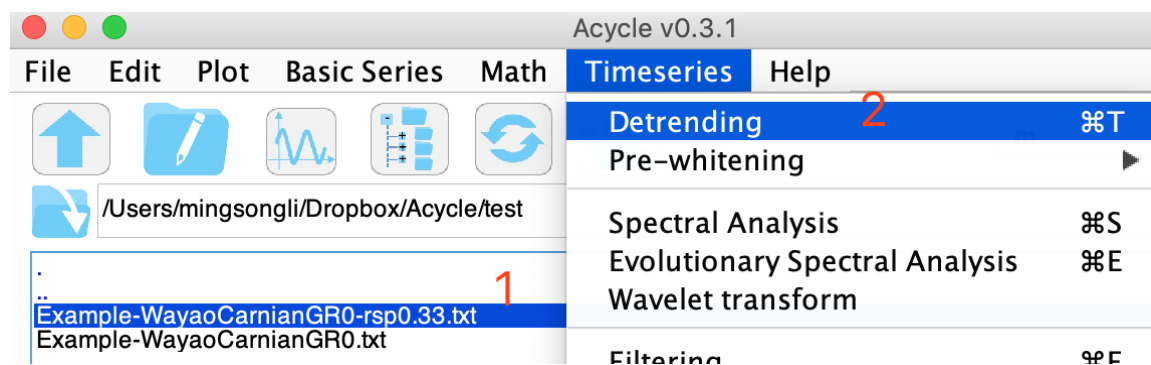 Acycle v0.3.1
File Edit Plot Basic Series Math Timeseries Help
2
Detrending ⌘T
Pre-whitening
/Users/mingsongli/Dropbox/Acycle/test
Spectral Analysis ⌘S
Evolutionary Spectral Analysis ⌘E
Wavelet transform
.
..
1
Example-WayaoCarnianGR0-rsp0.33.txt
Example-WayaoCarnianGR0.txt
Filtering ⌘F